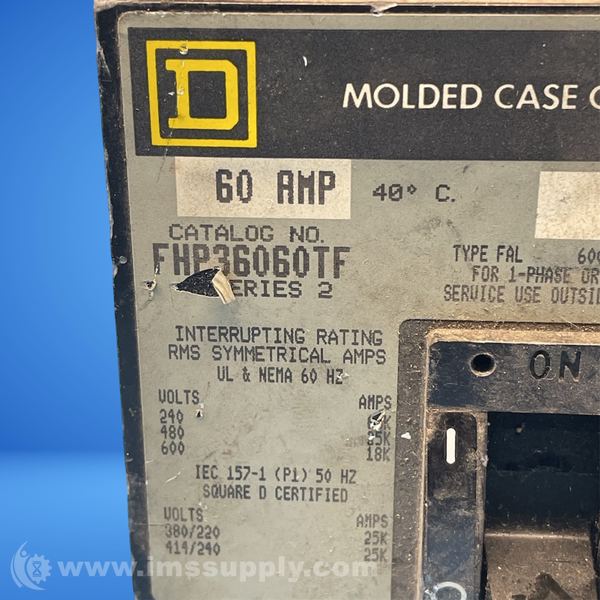 D
MOLDED CASE
60 AMP 40° C.
CATALOG NO.
FHP36060TF
SERIES 2
TYPE FAL 600
FOR 1-PHASE OR
SERVICE USE OUTSID
INTERRUPTING RATING
RMS SYMMETRICAL AMPS
UL & NEMA 60 HZ
ON
VOLTS AMPS
240
480 25K
600 18K
IEC 157-1 (P1) 50 HZ
SQUARE D CERTIFIED
VOLTS AMPS
380/220 25K
414/240 25K
www.imssupply.com